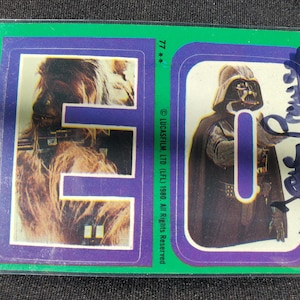 E
77 **
© LUCASFILM, LTD. (LFL) 1980. All Rights Reserved
O